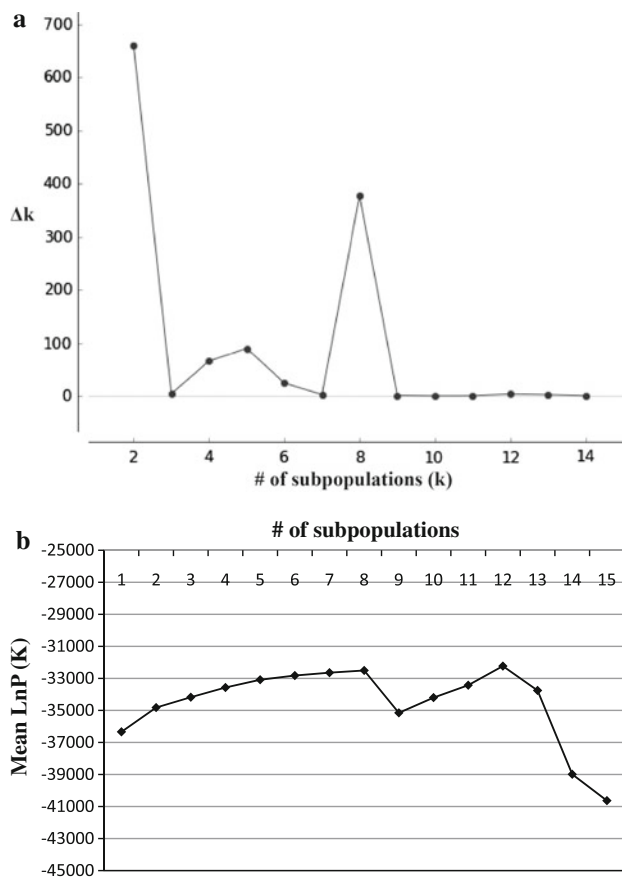 a
700
600
500
400
300
200
100
0
Δk
2 4 6 8 10 12 14
# of subpopulations (k)
b
# of subpopulations
-25000
-27000
-29000
-31000
-33000
-35000
-37000
-39000
-41000
-43000
-45000
1 2 3 4 5 6 7 8 9 10 11 12 13 14 15
Mean LnP (K)